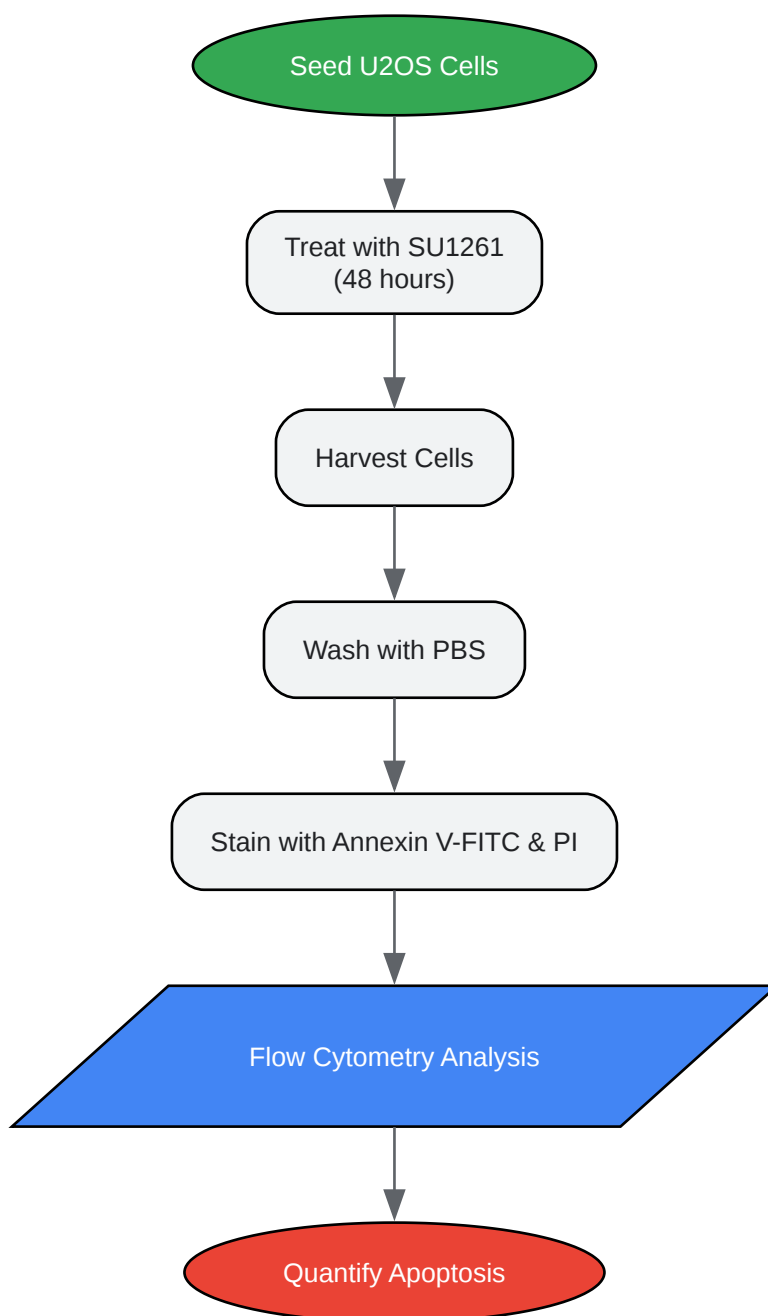 Seed U2OS Cells
Treat with SU1261
(48 hours)
Harvest Cells
Wash with PBS
Stain with Annexin V-FITC & PI
Flow Cytometry Analysis
Quantify Apoptosis